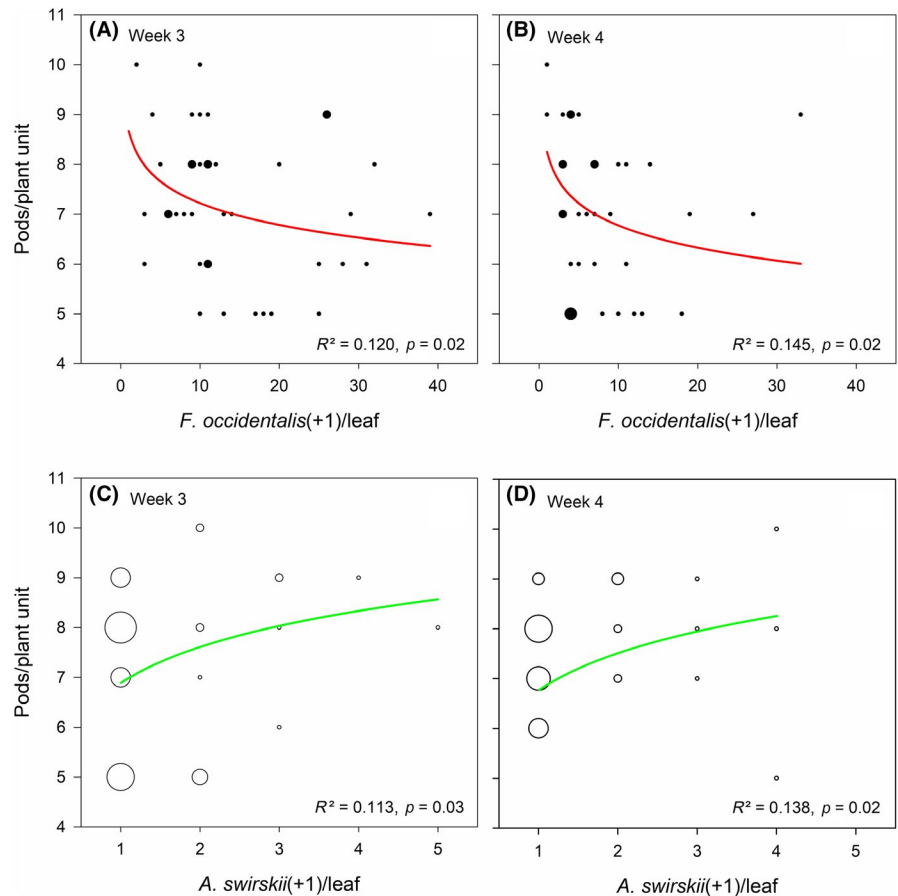 (A) Week 3
(B) Week 4
11
10
9
8
7
6
5
4
Pods/plant unit
R² = 0.120, p = 0.02
R² = 0.145, p = 0.02
0 10 20 30 40
0 10 20 30 40
F. occidentalis(+1)/leaf
F. occidentalis(+1)/leaf
(C) Week 3
(D) Week 4
11
10
9
8
7
6
5
4
Pods/plant unit
R² = 0.113, p = 0.03
R² = 0.138, p = 0.02
1 2 3 4 5
1 2 3 4 5
A. swirskii(+1)/leaf
A. swirskii(+1)/leaf